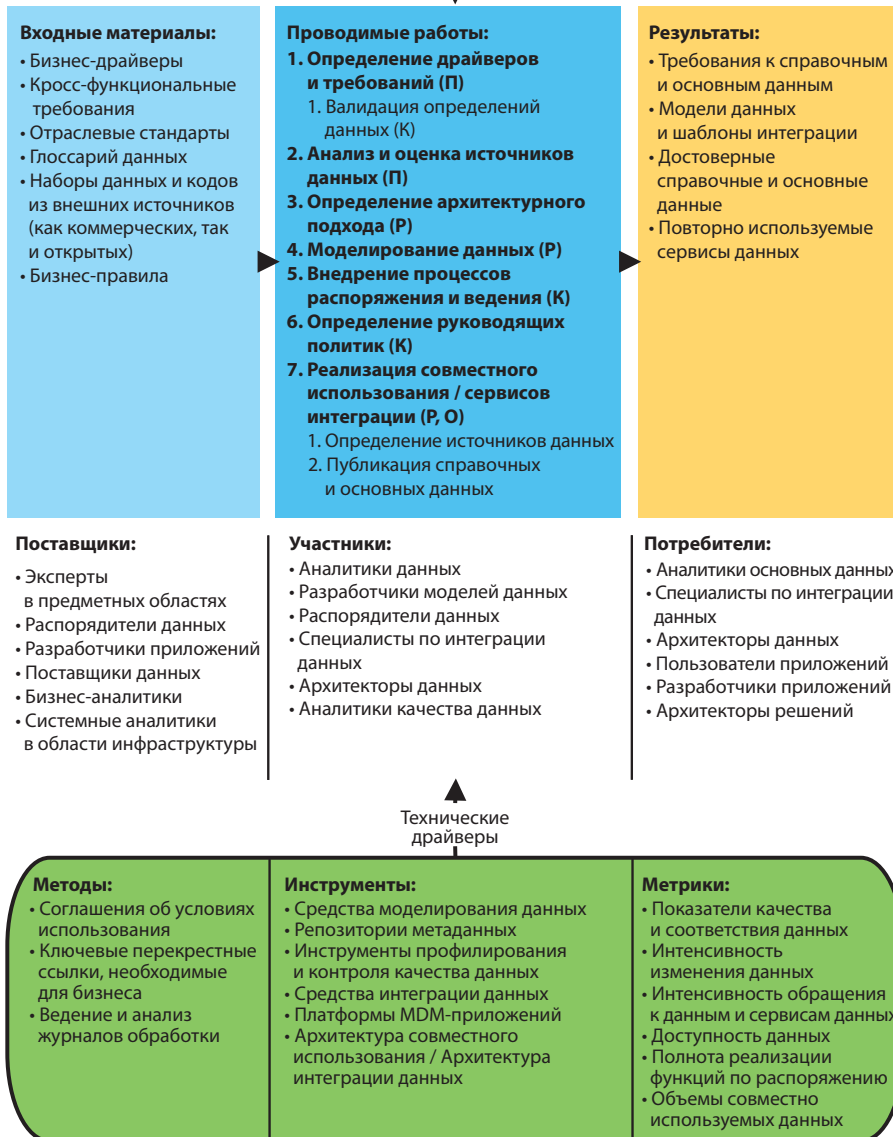 Входные материалы:
• Бизнес-драйверы
• Кросс-функциональные
требования
• Отраслевые стандарты
• Глоссарий данных
• Наборы данных и кодов
из внешних источников
(как коммерческих, так
и открытых)
• Бизнес-правила
Проводимые работы:
1. Определение драйверов
и требований (П)
1. Валидация определений
данных (К)
2. Анализ и оценка источников
данных (П)
3. Определение архитектурного
подхода (Р)
4. Моделирование данных (Р)
5. Внедрение процессов
распоряжения и ведения (К)
6. Определение руководящих
политик (К)
7. Реализация совместного
использования / сервисов
интеграции (Р, О)
1. Определение источников данных
2. Публикация справочных
и основных данных
Результаты:
• Требования к справочным
и основным данным
• Модели данных
и шаблоны интеграции
• Достоверные
справочные и основные
данные
• Повторно используемые
сервисы данных
Поставщики:
• Эксперты
в предметных областях
• Распорядители данных
• Разработчики приложений
• Поставщики данных
• Бизнес-аналитики
• Системные аналитики
в области инфраструктуры
Участники:
• Аналитики данных
• Разработчики моделей данных
• Распорядители данных
• Специалисты по интеграции
данных
• Архитекторы данных
• Аналитики качества данных
Потребители:
• Аналитики основных данных
• Специалисты по интеграции
данных
• Архитекторы данных
• Пользователи приложений
• Разработчики приложений
• Архитекторы решений
Технические
драйверы
Методы:
• Соглашения об условиях
использования
• Ключевые перекрестные
ссылки, необходимые
для бизнеса
• Ведение и анализ
журналов обработки
Инструменты:
• Средства моделирования данных
• Репозитории метаданных
• Инструменты профилирования
и контроля качества данных
• Средства интеграции данных
• Платформы MDM-приложений
• Архитектура совместного
использования / Архитектура
интеграции данных
Метрики:
• Показатели качества
и соответствия данных
• Интенсивность
изменения данных
• Интенсивность обращения
к данным и сервисам данных
• Доступность данных
• Полнота реализации
функций по распоряжению
• Объемы совместно
используемых данных